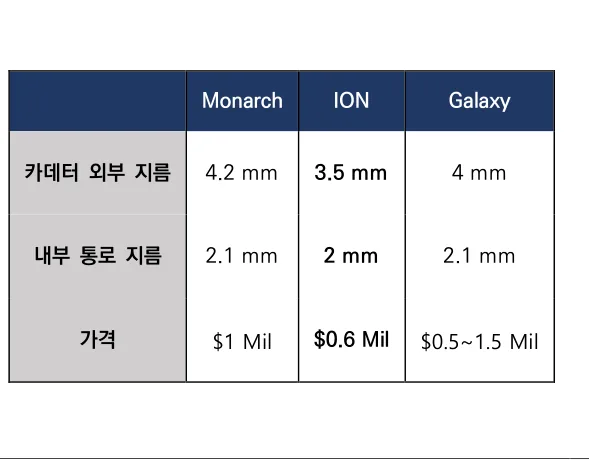 Monarch ION Galaxy
카데터 외부 지름 4.2 mm 3.5 mm 4 mm
내부 통로 지름 2.1 mm 2 mm 2.1 mm
가격 $1 Mil $0.6 Mil $0.5~1.5 Mil